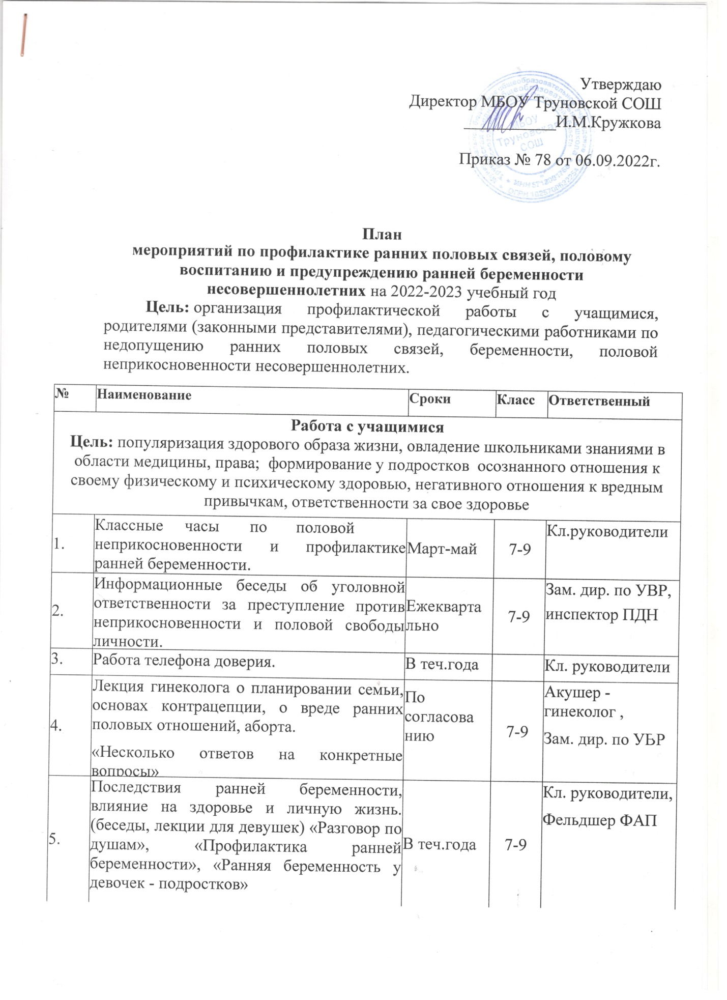 Утверждаю
Директор МБОУ Труновской СОШ
___________И.М.Кружкова
МБОУ
Труновская
СОШ
Приказ № 78 от 06.09.2022г.
План
мероприятий по профилактике ранних половых связей, половому
воспитанию и предупреждению ранней беременности
несовершеннолетних на 2022-2023 учебный год
Цель: организация профилактической работы с учащимися,
родителями (законными представителями), педагогическими работниками по
недопущению ранних половых связей, беременности, половой
неприкосновенности несовершеннолетних.
№ Наименование Сроки Класс Ответственный
Работа с учащимися
Цель: популяризация здорового образа жизни, овладение школьниками знаниями в
области медицины, права; формирование у подростков осознанного отношения к
своему физическому и психическому здоровью, негативного отношения к вредным
привычкам, ответственности за свое здоровье
1.
Классные часы по половой
неприкосновенности и профилактике
ранней беременности.
Март-май
7-9
Кл.руководители
2.
Информационные беседы об уголовной
ответственности за преступление против
неприкосновенности и половой свободы
личности.
Ежекварта
льно
7-9
Зам. дир. по УВР,
инспектор ПДН
3.
Работа телефона доверия.
В теч.года
Кл. руководители
4.
Лекция гинеколога о планировании семьи,
основах контрацепции, о вреде ранних
половых отношений, аборта.
«Несколько ответов на конкретные
вопросы»
По
согласова
нию
7-9
Акушер -
гинеколог ,
Зам. дир. по УВР
5.
Последствия ранней беременности,
влияние на здоровье и личную жизнь.
(беседы, лекции для девушек) «Разговор по
душам», «Профилактика ранней
беременности», «Ранняя беременность у
девочек - подростков»
В теч.года
7-9
Кл. руководители,
Фельдшер ФАП